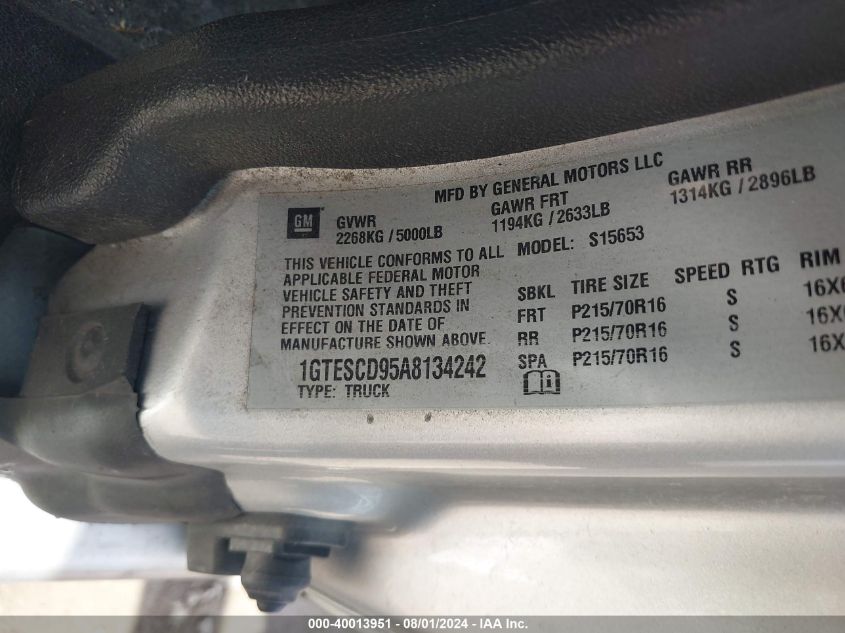 MFD BY GENERAL MOTORS LLC
GM
GVWR
2268KG / 5000LB
GAWR FRT
1194KG / 2633LB
GAWR RR
1314KG / 2896LB
THIS VEHICLE CONFORMS TO ALL
APPLICABLE FEDERAL MOTOR
VEHICLE SAFETY AND THEFT
PREVENTION STANDARDS IN
EFFECT ON THE DATE OF
MANUFACTURE SHOWN ABOVE.
1GTESCD95A8134242
TYPE: TRUCK
MODEL: S15653
SBKL TIRE SIZE SPEED RTG RIM
FRT P215/70R16 S
RR P215/70R16 S
SPA P215/70R16 S
100-40013951 - 08/01/2024 - IAA Inc.